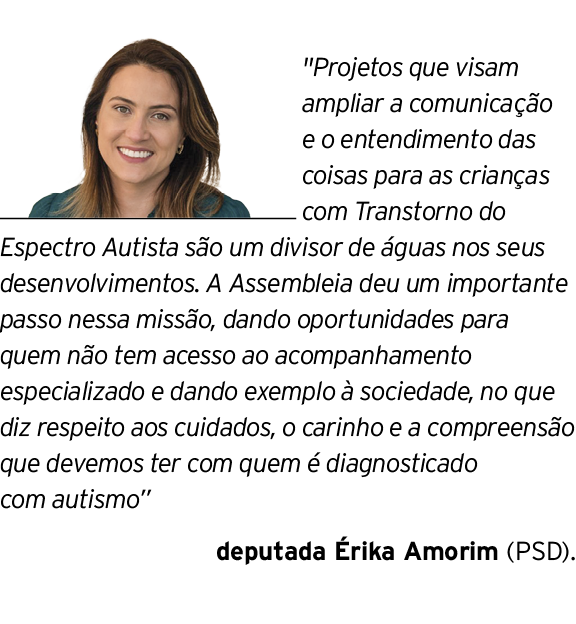 "Projetos que visam
ampliar a comunicação
e o entendimento das
coisas para as crianças
com Transtorno do
Espectro Autista são um divisor de águas nos seus
desenvolvimentos. A Assembleia deu um importante
passo nessa missão, dando oportunidades para
quem não tem acesso ao acompanhamento
especializado e dando exemplo à sociedade, no que
diz respeito aos cuidados, o carinho e a compreensão
que devemos ter com quem é diagnosticado
com autismo”
deputada Érika Amorim (PSD).